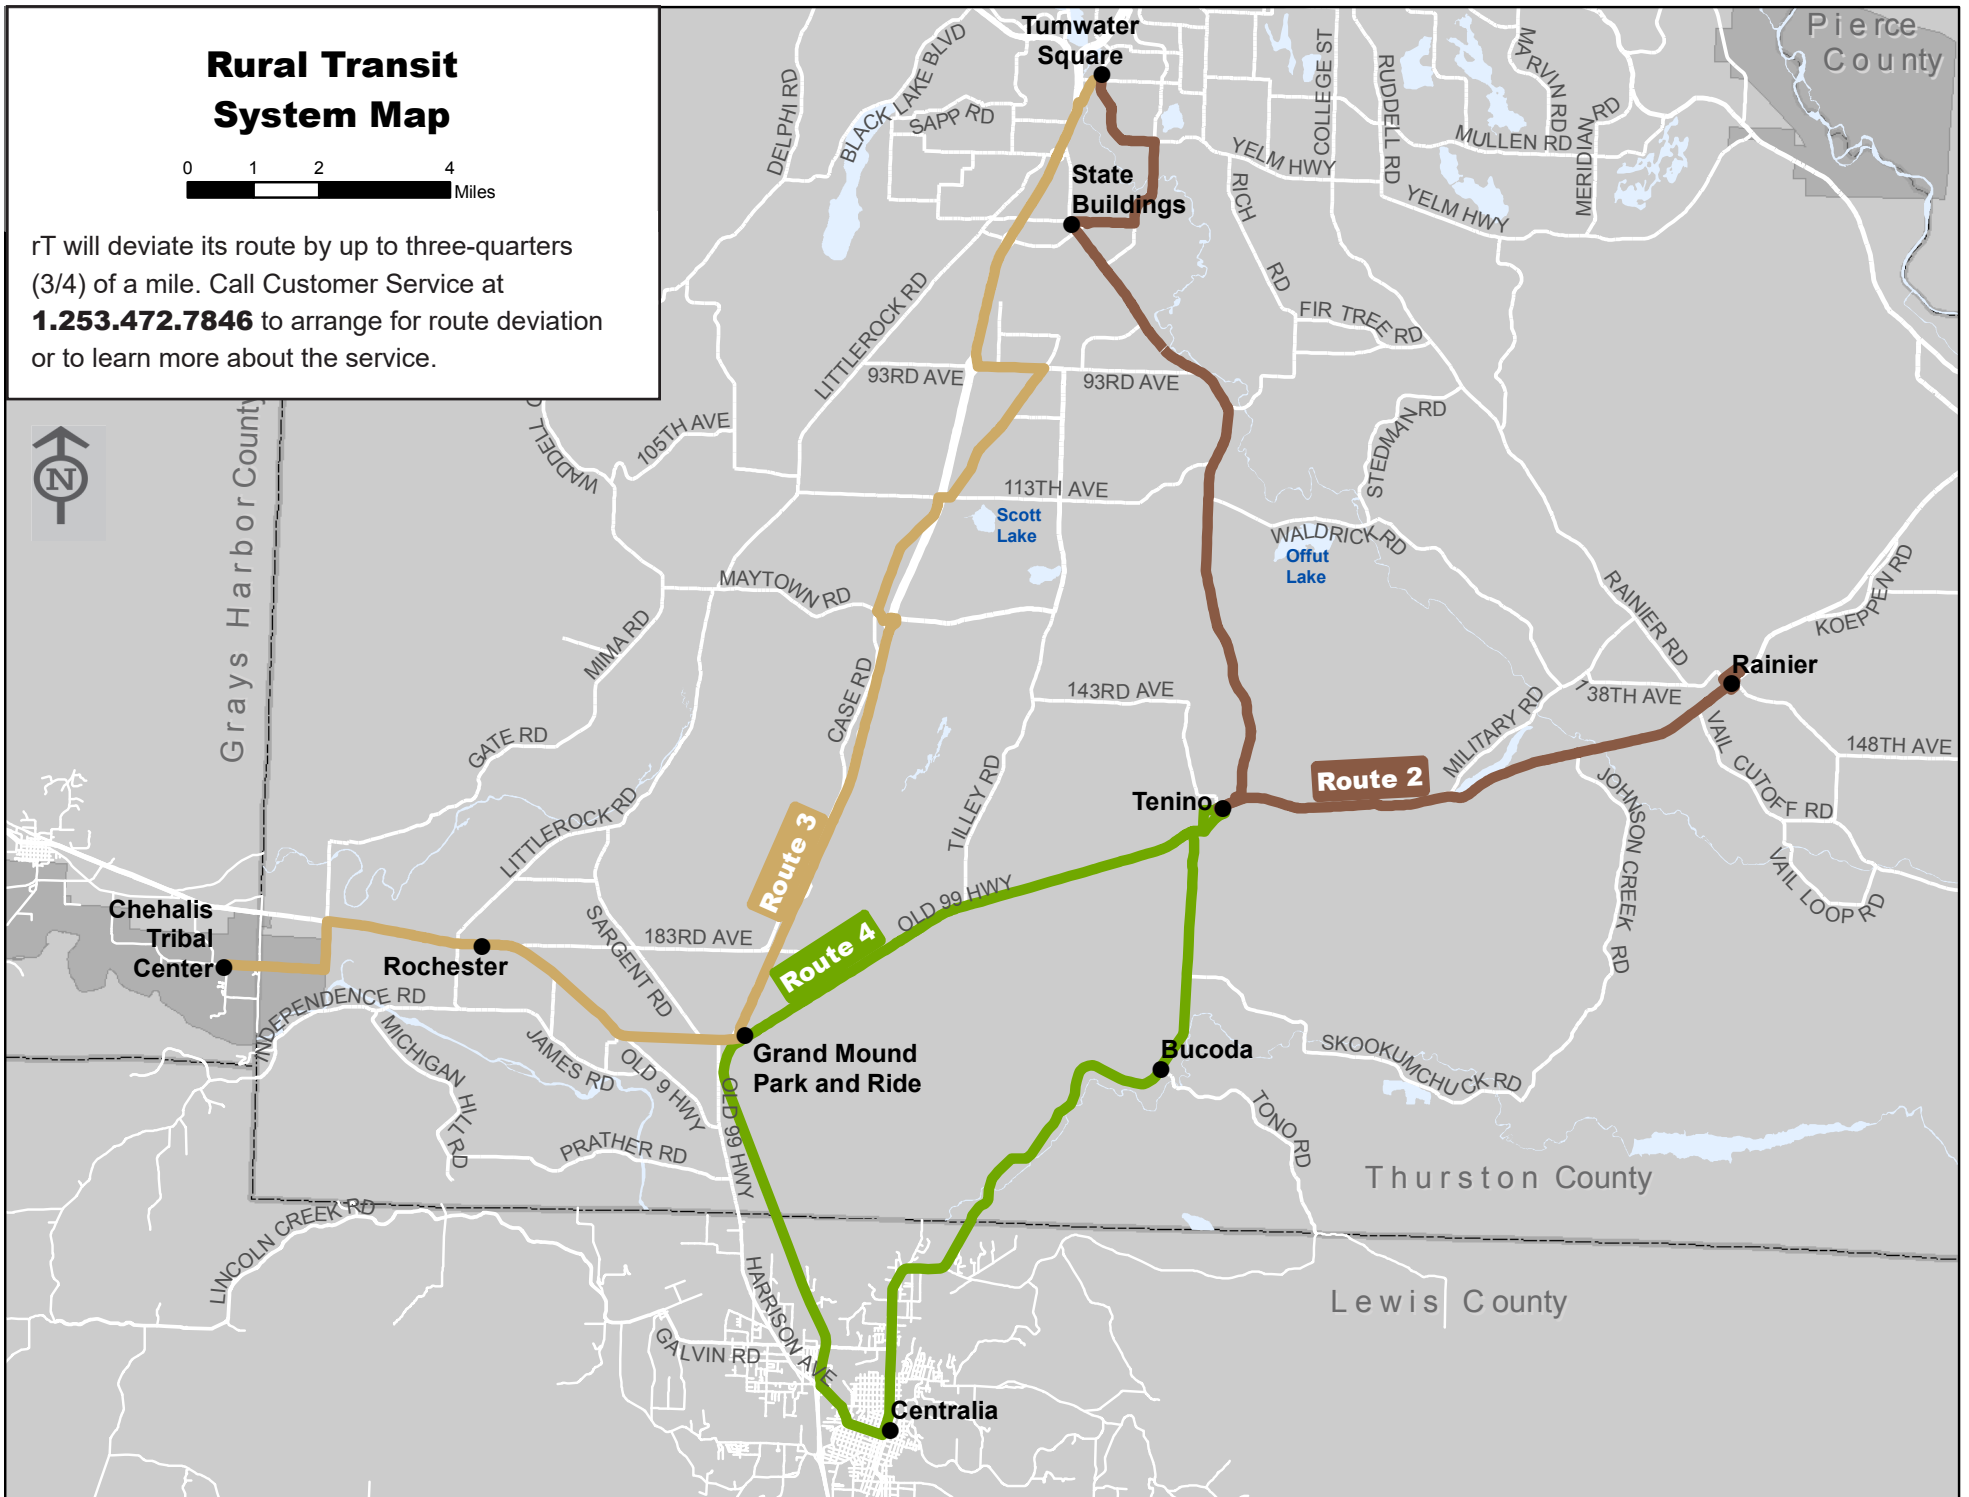 Rural Transit
System Map
0 1 2 4
Miles
rT will deviate its route by up to three-quarters
(3/4) of a mile. Call Customer Service at
1.253.472.7846 to arrange for route deviation
or to learn more about the service.
N
Tumwater
Square
Pierce
County
DELPHI RD
BLACK LAKE BLVD
SAPP RD
COLLEGE ST
RUDDELL RD
MARVIN RD
MERIDIAN RD
MULLEN RD
YELM HWY
YELM HWY
State
Buildings
RICH
RD
FIR TREE RD
LITTLEROCK RD
93RD AVE
93RD AVE
STEDMAN RD
105TH AVE
WADDELL
113TH AVE
Scott
Lake
WALDRICK RD
Offut
Lake
Grays Harbor County
MAYTOWN RD
MIMA RD
CASE RD
RAINIER RD
KOEPPEN RD
Rainier
143RD AVE
138TH AVE
MILITARY RD
GATE RD
VAIL CUTOFF RD
148TH AVE
Route 2
JOHNSON CREEK RD
Tenino
TILLEY RD
LITTLEROCK RD
Route 3
VAIL LOOP RD
OLD 99 HWY
Chehalis
Tribal
Center
Rochester
SARGENT RD
183RD AVE
Route 4
INDEPENDENCE RD
MICHIGAN HILL RD
JAMES RD
OLD 9 HWY
Grand Mound
Park and Ride
OLD 99 HWY
Bucoda
SKOOKUMCHUCK RD
TONO RD
PRATHER RD
Thurston County
LINCOLN CREEK RD
Lewis County
HARRISON AVE
GALVIN RD
Centralia